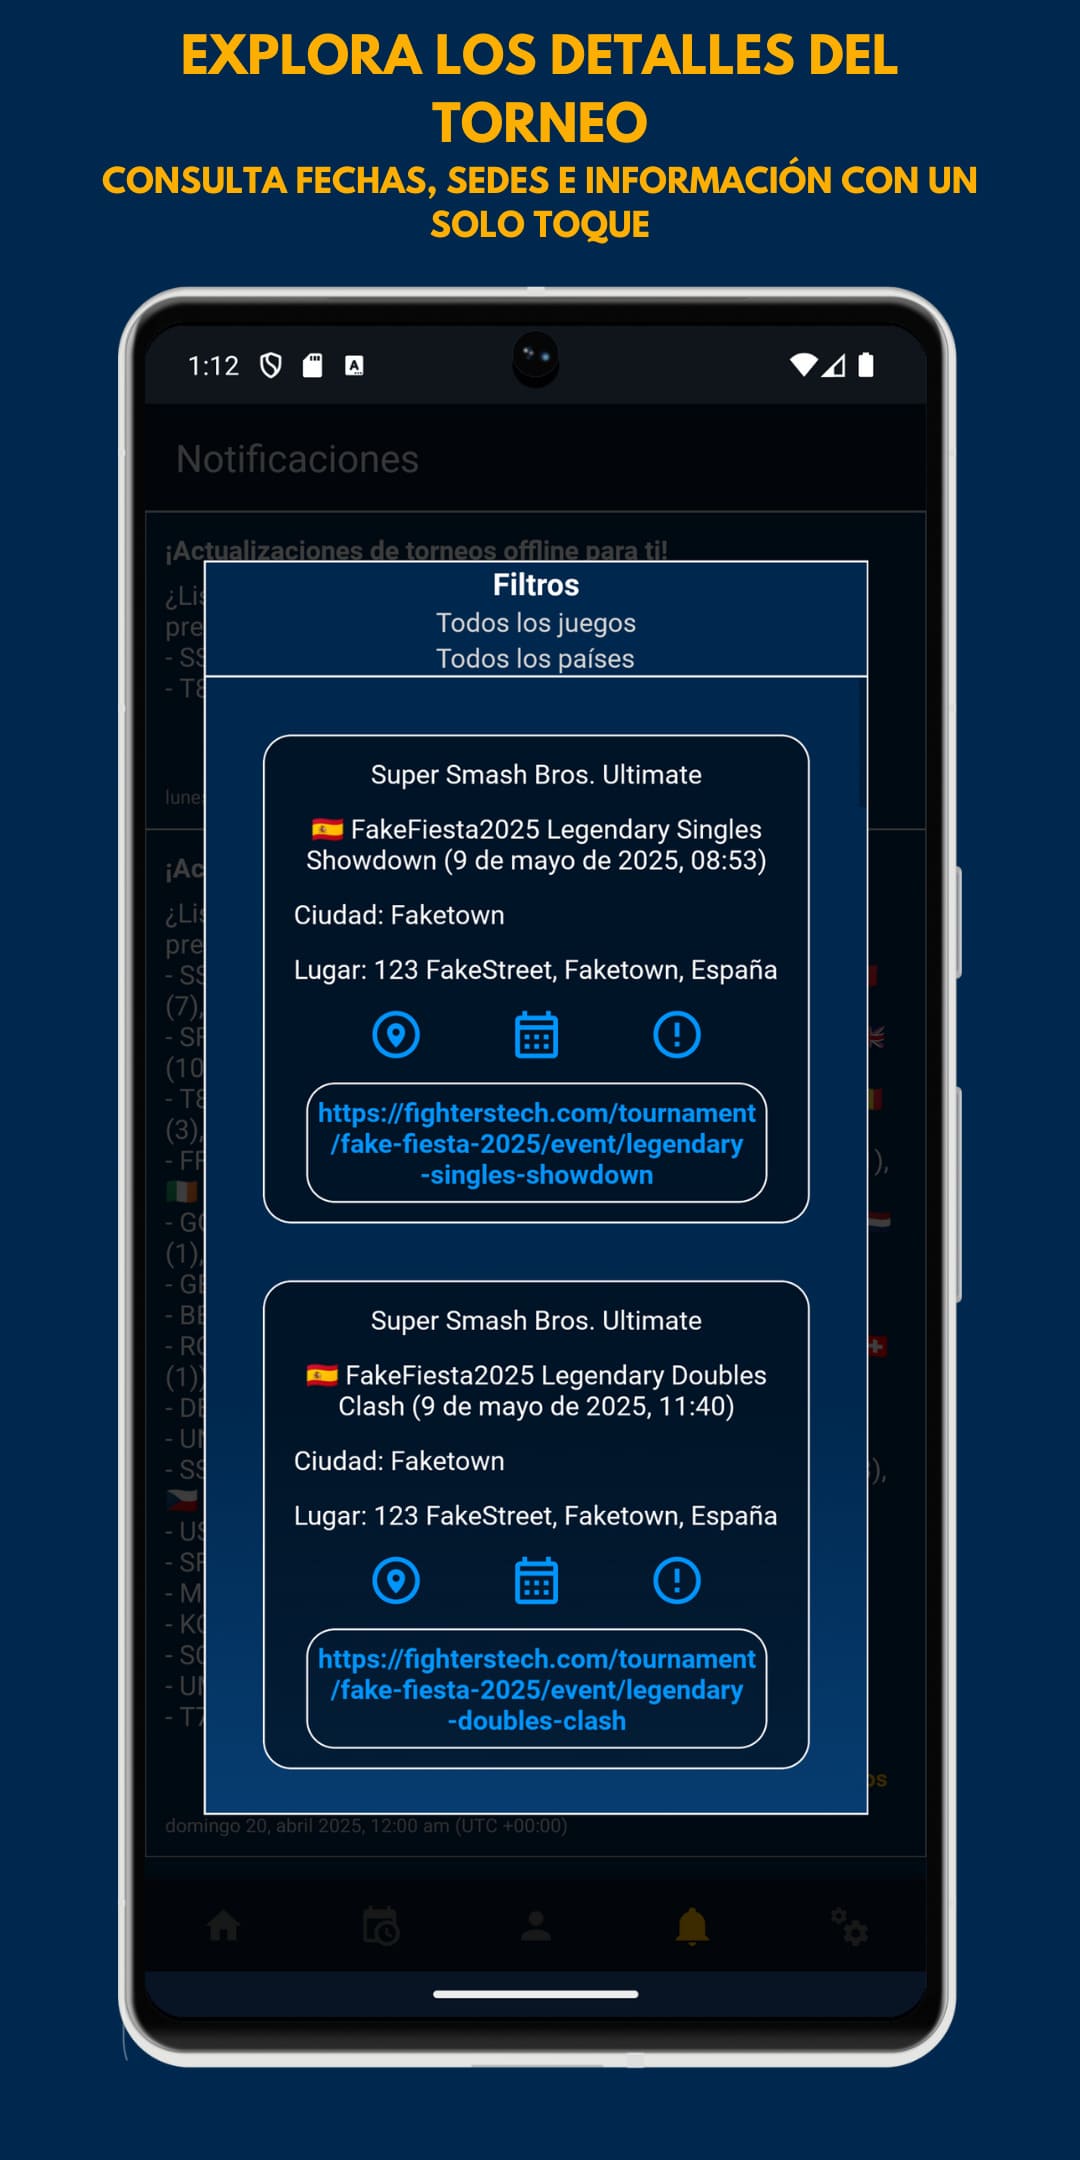 EXPLORA LOS DETALLES DEL
TORNEO
CONSULTA FECHAS, SEDES E INFORMACIÓN CON UN
SOLO TOQUE
1:12
Notificaciones
¡Actualizaciones de torneos offline para ti!
Filtros
Todos los juegos
Todos los países
Super Smash Bros. Ultimate
🇪🇸 FakeFiesta2025 Legendary Singles
Showdown (9 de mayo de 2025, 08:53)
Ciudad: Faketown
Lugar: 123 FakeStreet, Faketown, España
https://fighterstech.com/tournament
/fake-fiesta-2025/event/legendary
-singles-showdown
Super Smash Bros. Ultimate
🇪🇸 FakeFiesta2025 Legendary Doubles
Clash (9 de mayo de 2025, 11:40)
Ciudad: Faketown
Lugar: 123 FakeStreet, Faketown, España
https://fighterstech.com/tournament
/fake-fiesta-2025/event/legendary
-doubles-clash
domingo 20, abril 2025, 12:00 am (UTC +00:00)